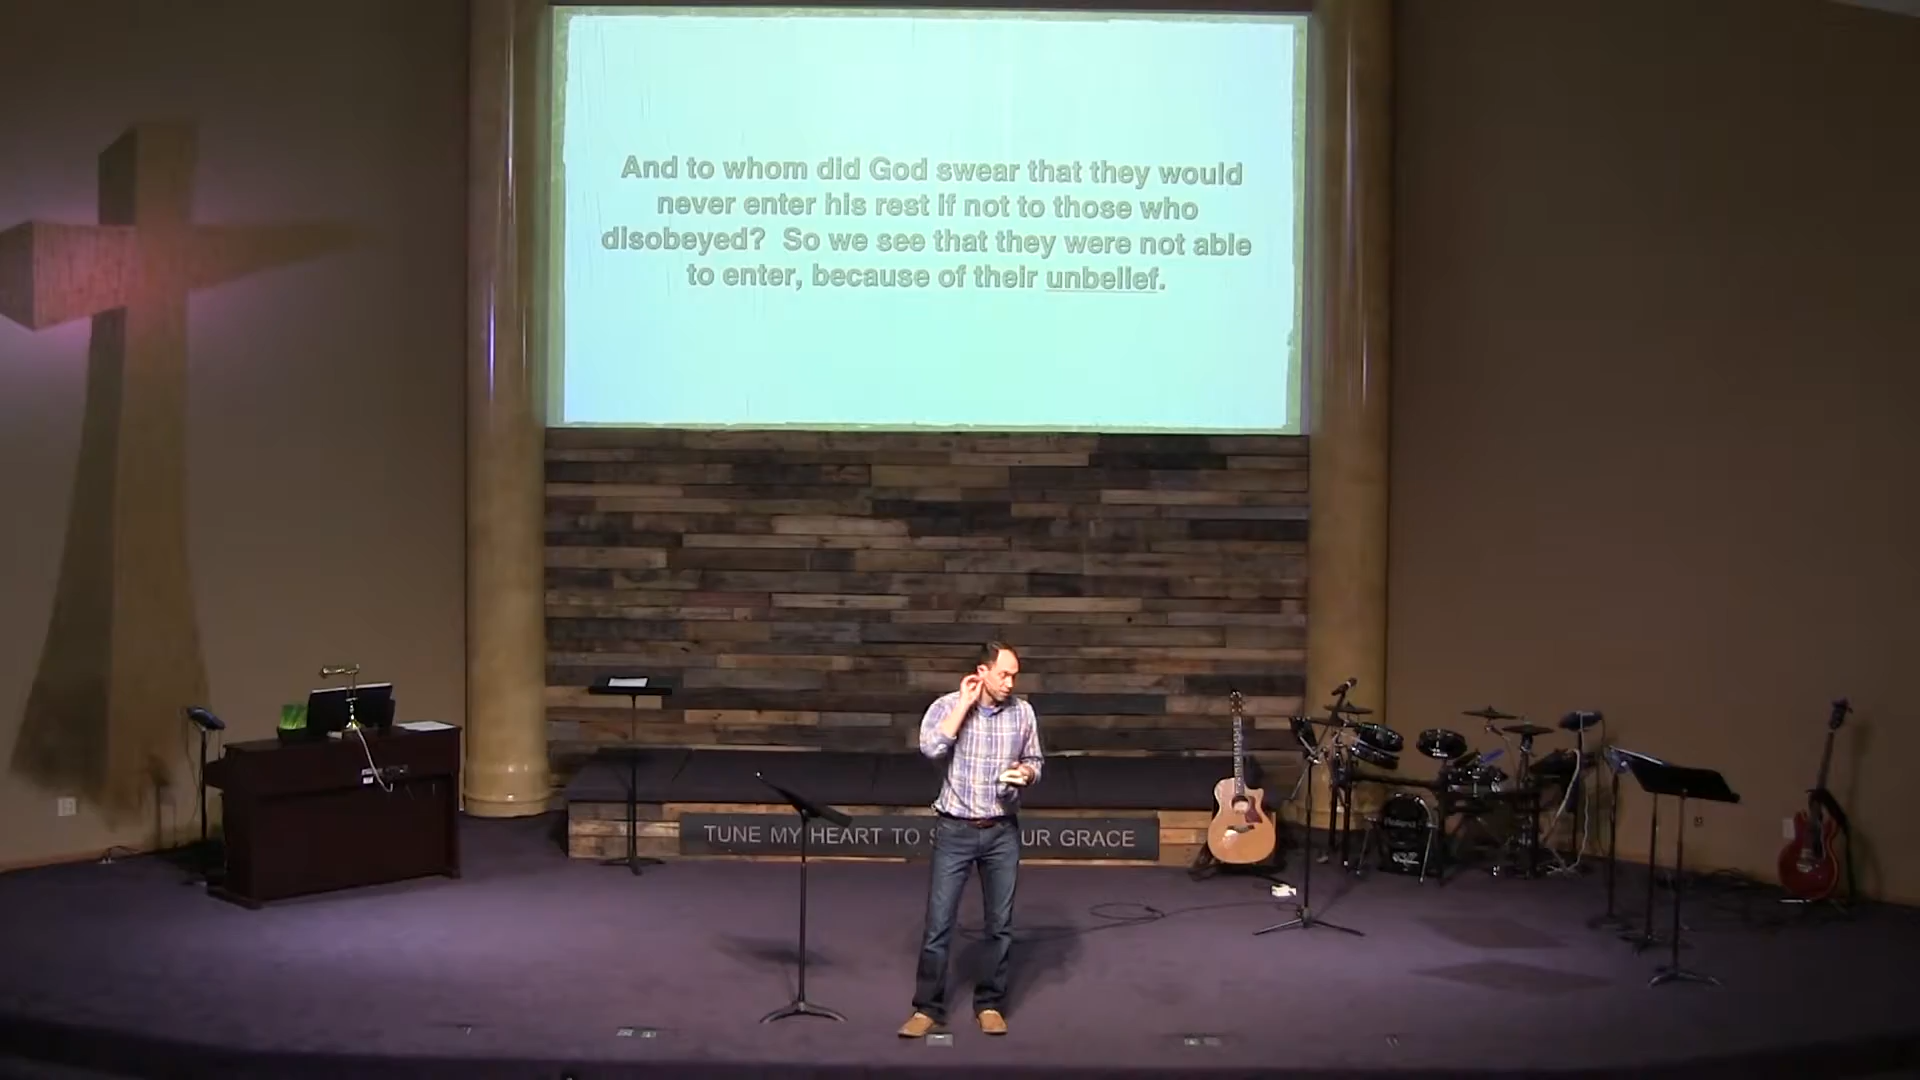 And to whom did God swear that they would
never enter his rest if not to those who
disobeyed?  So we see that they were not able
to enter, because of their unbelief.
TUNE MY HEART TO S UR GRACE
Roland